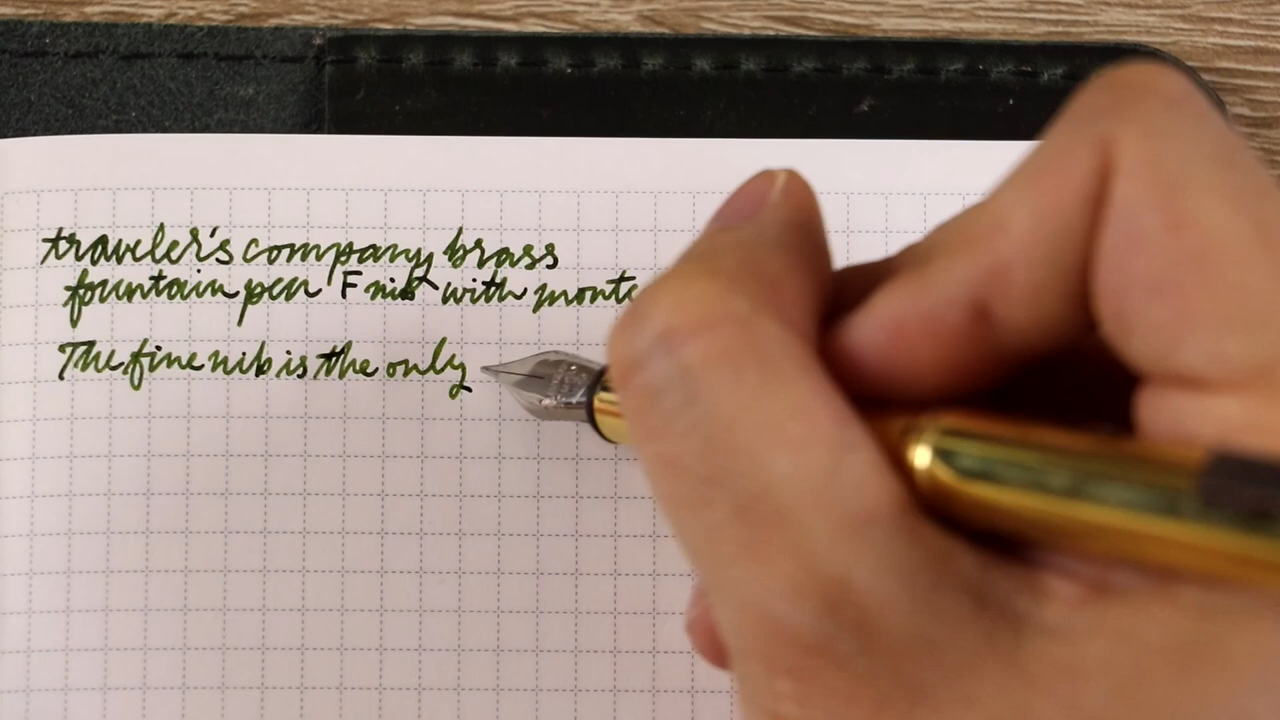 traveler's company brass
fountain pen F nib with monte
The fine nib is the only